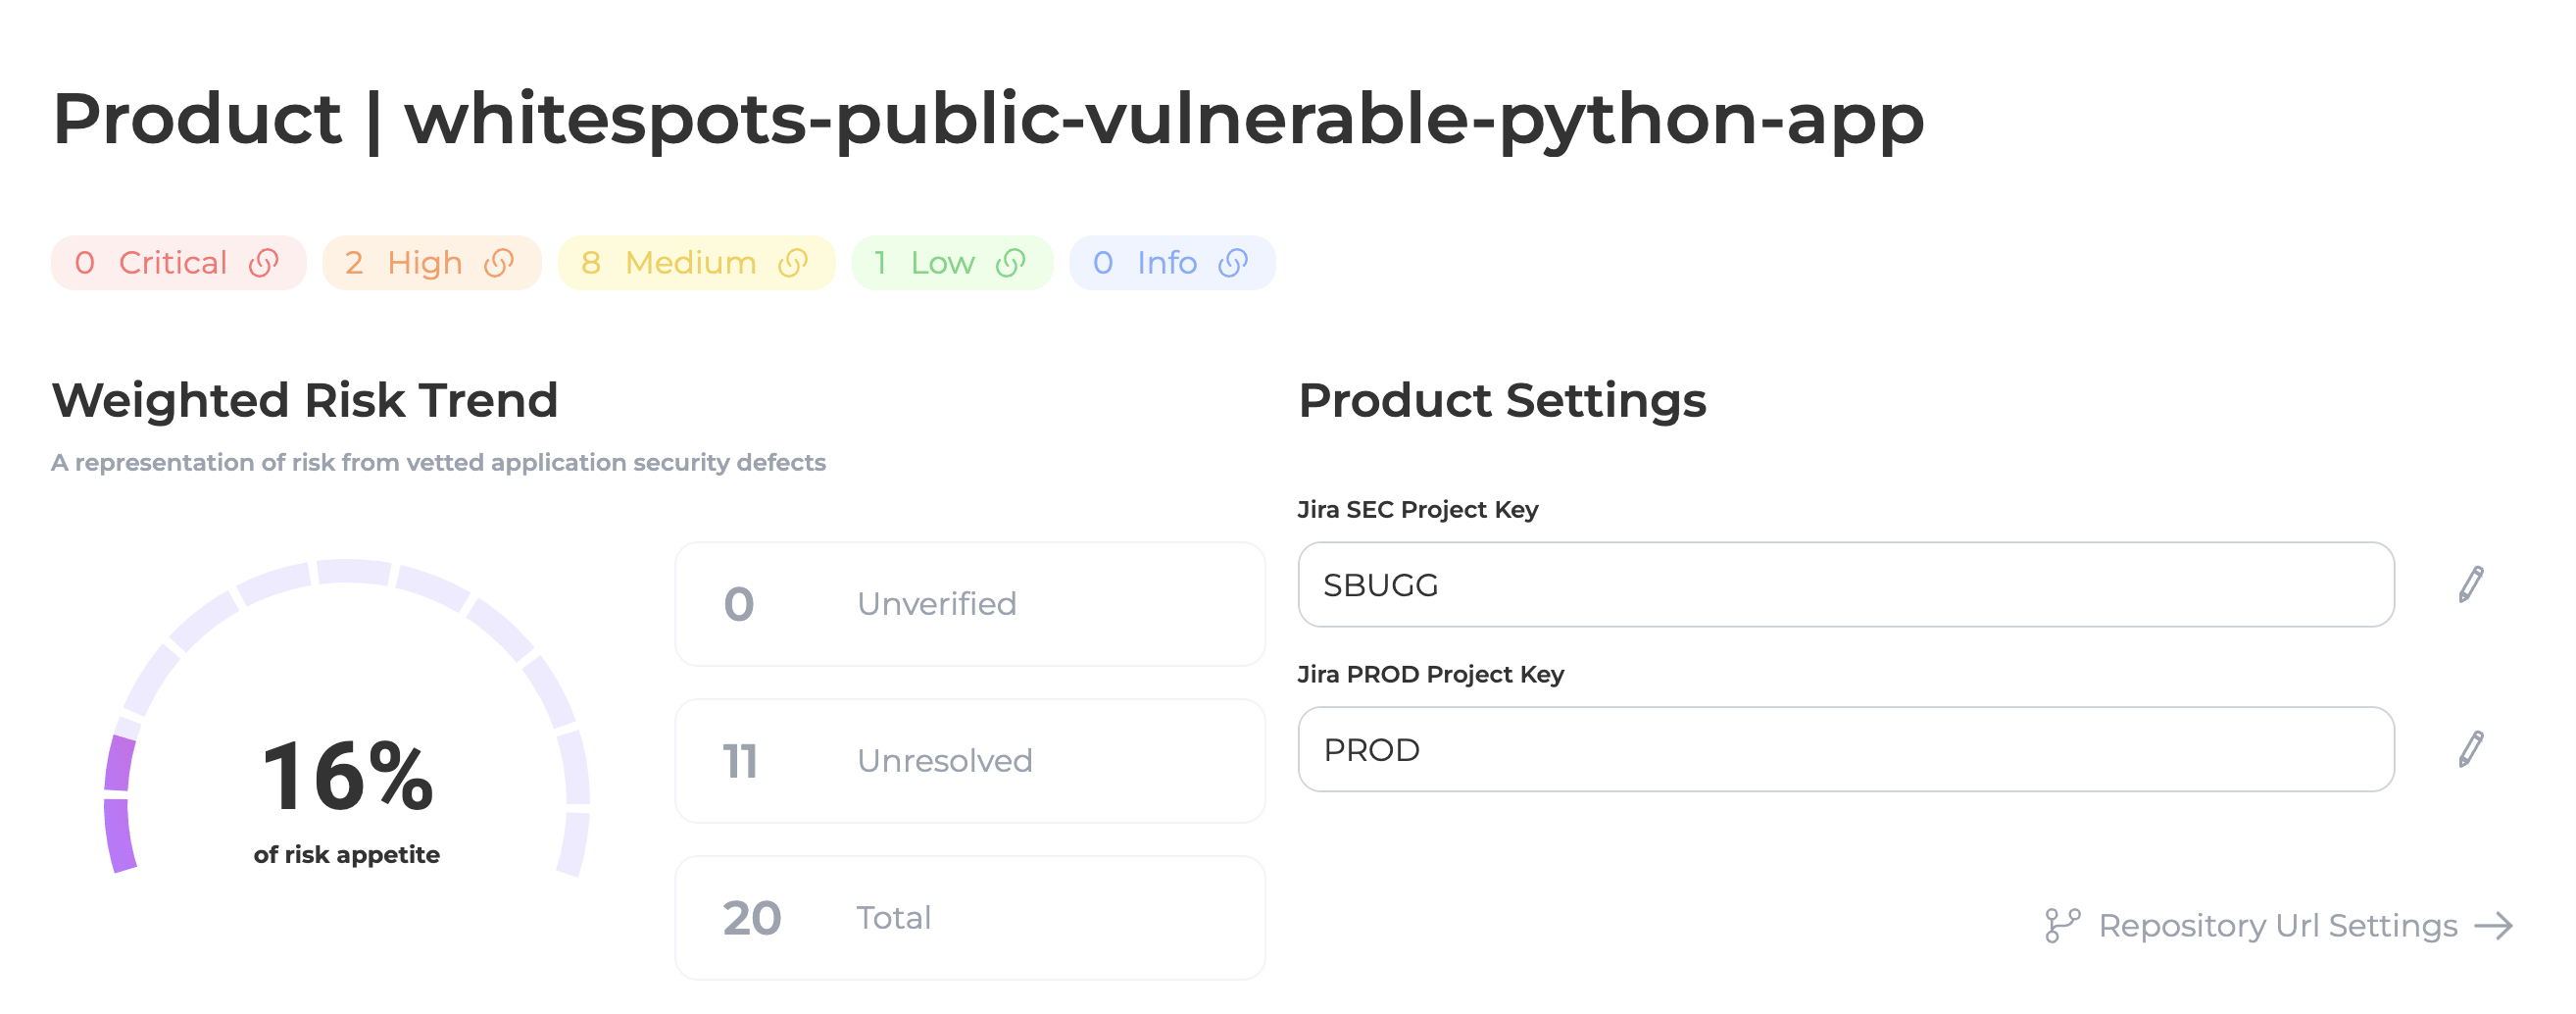 Product | whitespots-public-vulnerable-python-app
0 Critical 2 High 8 Medium 1 Low 0 Info
Weighted Risk Trend
A representation of risk from vetted application security defects
16%
of risk appetite
0 Unverified
11 Unresolved
20 Total
Product Settings
Jira SEC Project Key
SBUGG
Jira PROD Project Key
PROD
Repository Url Settings